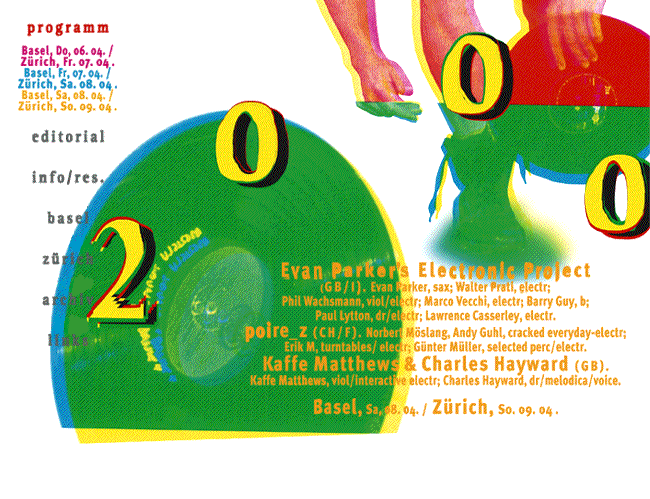 programm
Basel, Do, 06. 04. /
Zürich, Fr. 07. 04.
Basel, Fr, 07. 04. /
Zürich, Sa. 08. 04.
Basel, Sa, 08. 04. /
Zürich, So. 09. 04.
editorial
info/res.
basel
zürich
archiv
links
2000
Evan Parker's Electronic Project
(GB/I). Evan Parker, sax; Walter Prati, electr;
Phil Wachsmann, viol/electr; Marco Vecchi, electr; Barry Guy, b;
Paul Lytton, dr/electr; Lawrence Casserley, electr.
poire_z (CH/F). Norbert Möslang, Andy Guhl, cracked everyday-electr;
Erik M, turntables/ electr; Günter Müller, selected perc/electr.
Kaffe Matthews & Charles Hayward (GB).
Kaffe Matthews, viol/interactive electr; Charles Hayward, dr/melodica/voice.
Basel, Sa, 08. 04. / Zürich, So. 09. 04.